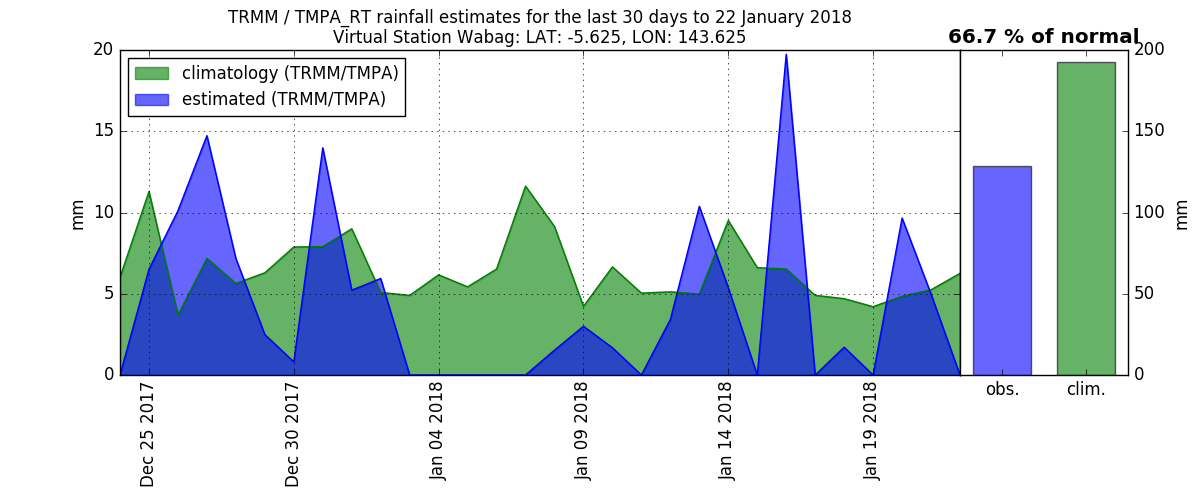 TRMM / TMPA_RT rainfall estimates for the last 30 days to 22 January 2018
Virtual Station Wabag: LAT: -5.625, LON: 143.625
66.7 % of normal
climatology (TRMM/TMPA)
estimated (TRMM/TMPA)
20
15
10
5
0
mm
Dec 25 2017
Dec 30 2017
Jan 04 2018
Jan 09 2018
Jan 14 2018
Jan 19 2018
obs.
clim.
200
150
100
50
0
mm